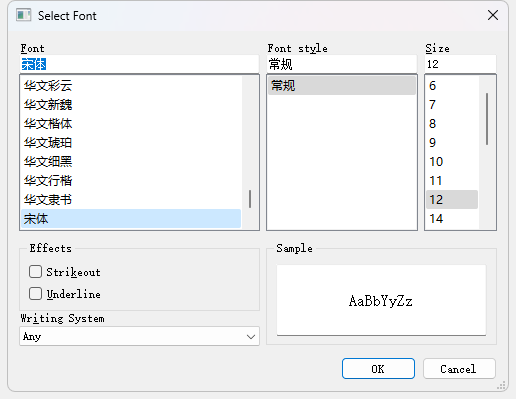 Select Font
Font
宋体
华文彩云
华文新魏
华文楷体
华文琥珀
华文细黑
华文行楷
华文隶书
宋体
Font style
常规
常规
Size
12
6
7
8
9
10
11
12
14
Effects
Strikeout
Underline
Sample
AaBbYyZz
Writing System
Any
OK
Cancel